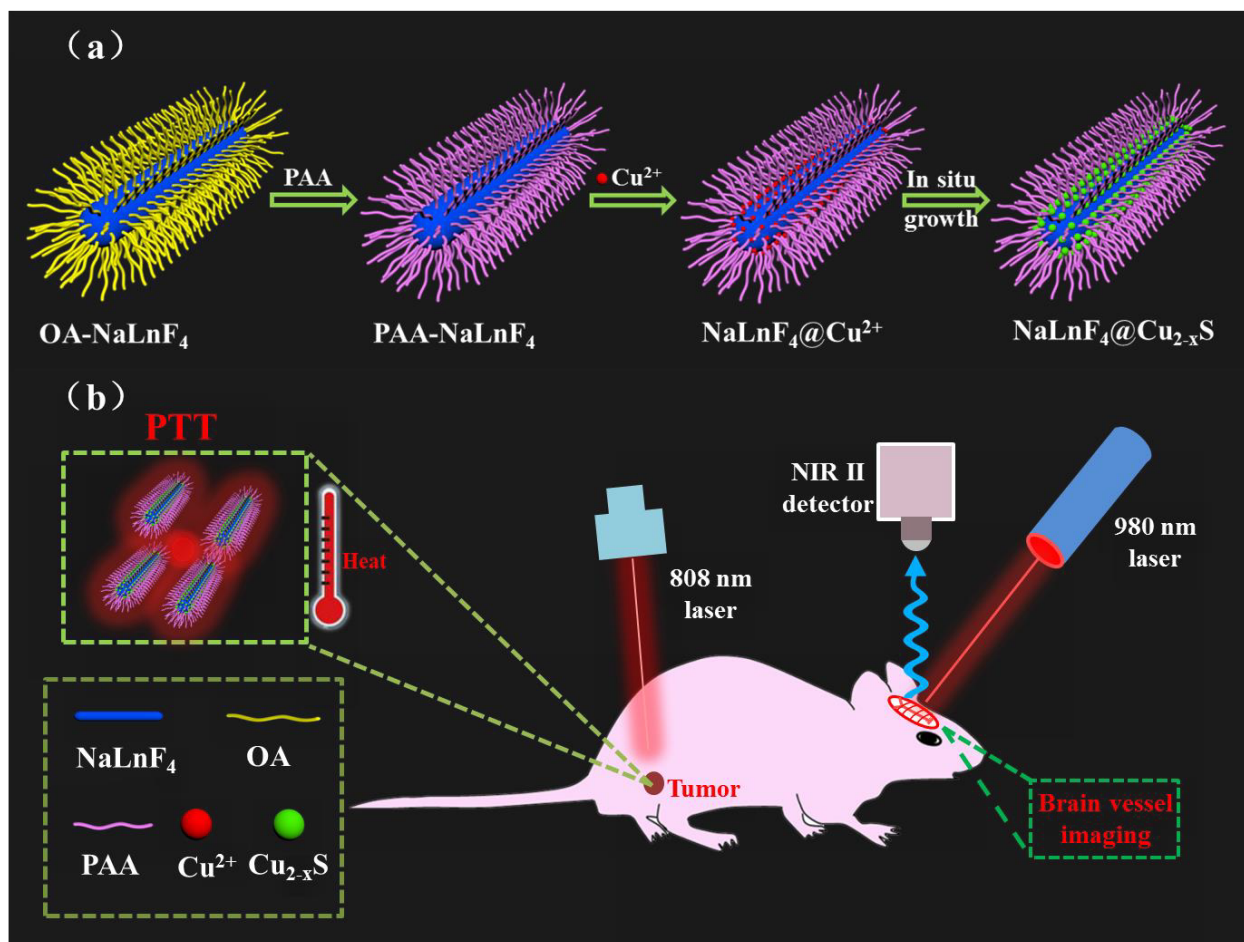 （a）
PAA
Cu²⁺
In situ
growth
OA-NaLnF₄
PAA-NaLnF₄
NaLnF₄@Cu²⁺
NaLnF₄@Cu₂₋ₓS
（b）
PTT
Heat
808 nm
laser
NIR II
detector
980 nm
laser
NaLnF₄
OA
PAA
Cu²⁺
Cu₂₋ₓS
Tumor
Brain vessel
imaging